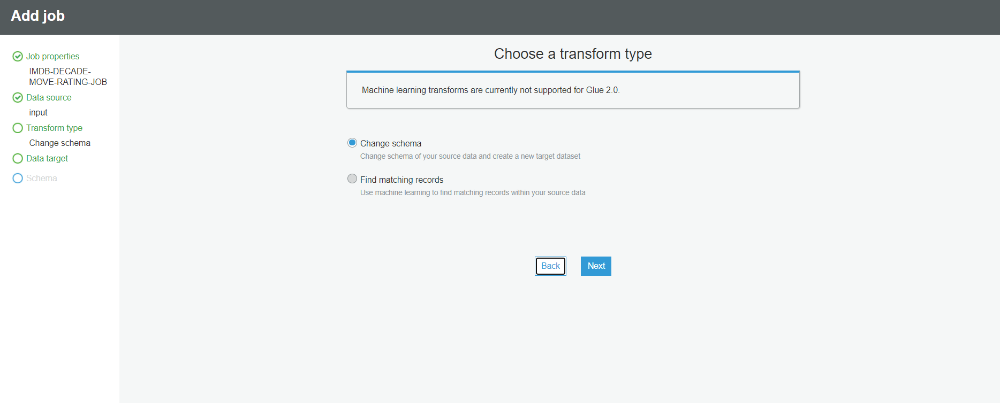 Add job
Job properties
IMDB-DECADE-
MOVE-RATING-JOB
Data source
input
Transform type
Change schema
Data target
Schema
Choose a transform type
Machine learning transforms are currently not supported for Glue 2.0.
Change schema
Change schema of your source data and create a new target dataset
Find matching records
Use machine learning to find matching records within your source data
Back
Next